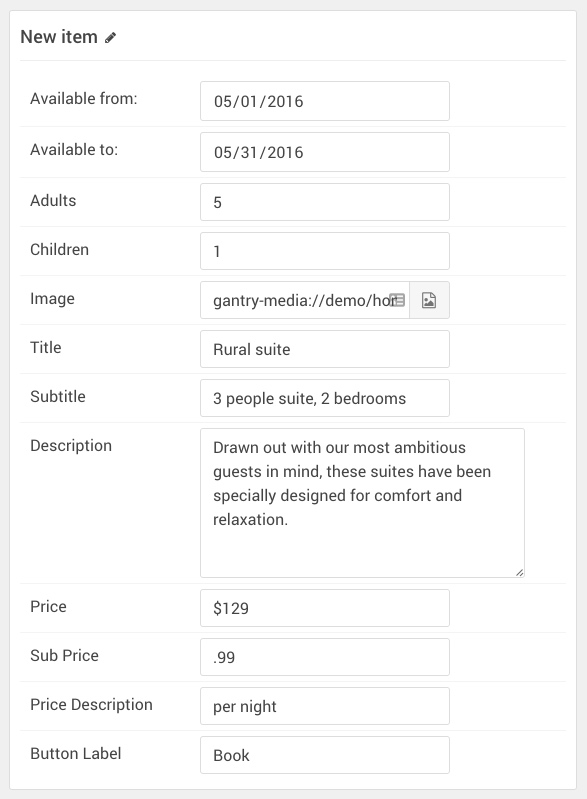 New item
Available from: 05/01/2016
Available to: 05/31/2016
Adults 5
Children 1
Image gantry-media://demo/hor
Title Rural suite
Subtitle 3 people suite, 2 bedrooms
Description Drawn out with our most ambitious
guests in mind, these suites have been
specially designed for comfort and
relaxation.
Price $129
Sub Price .99
Price Description per night
Button Label Book